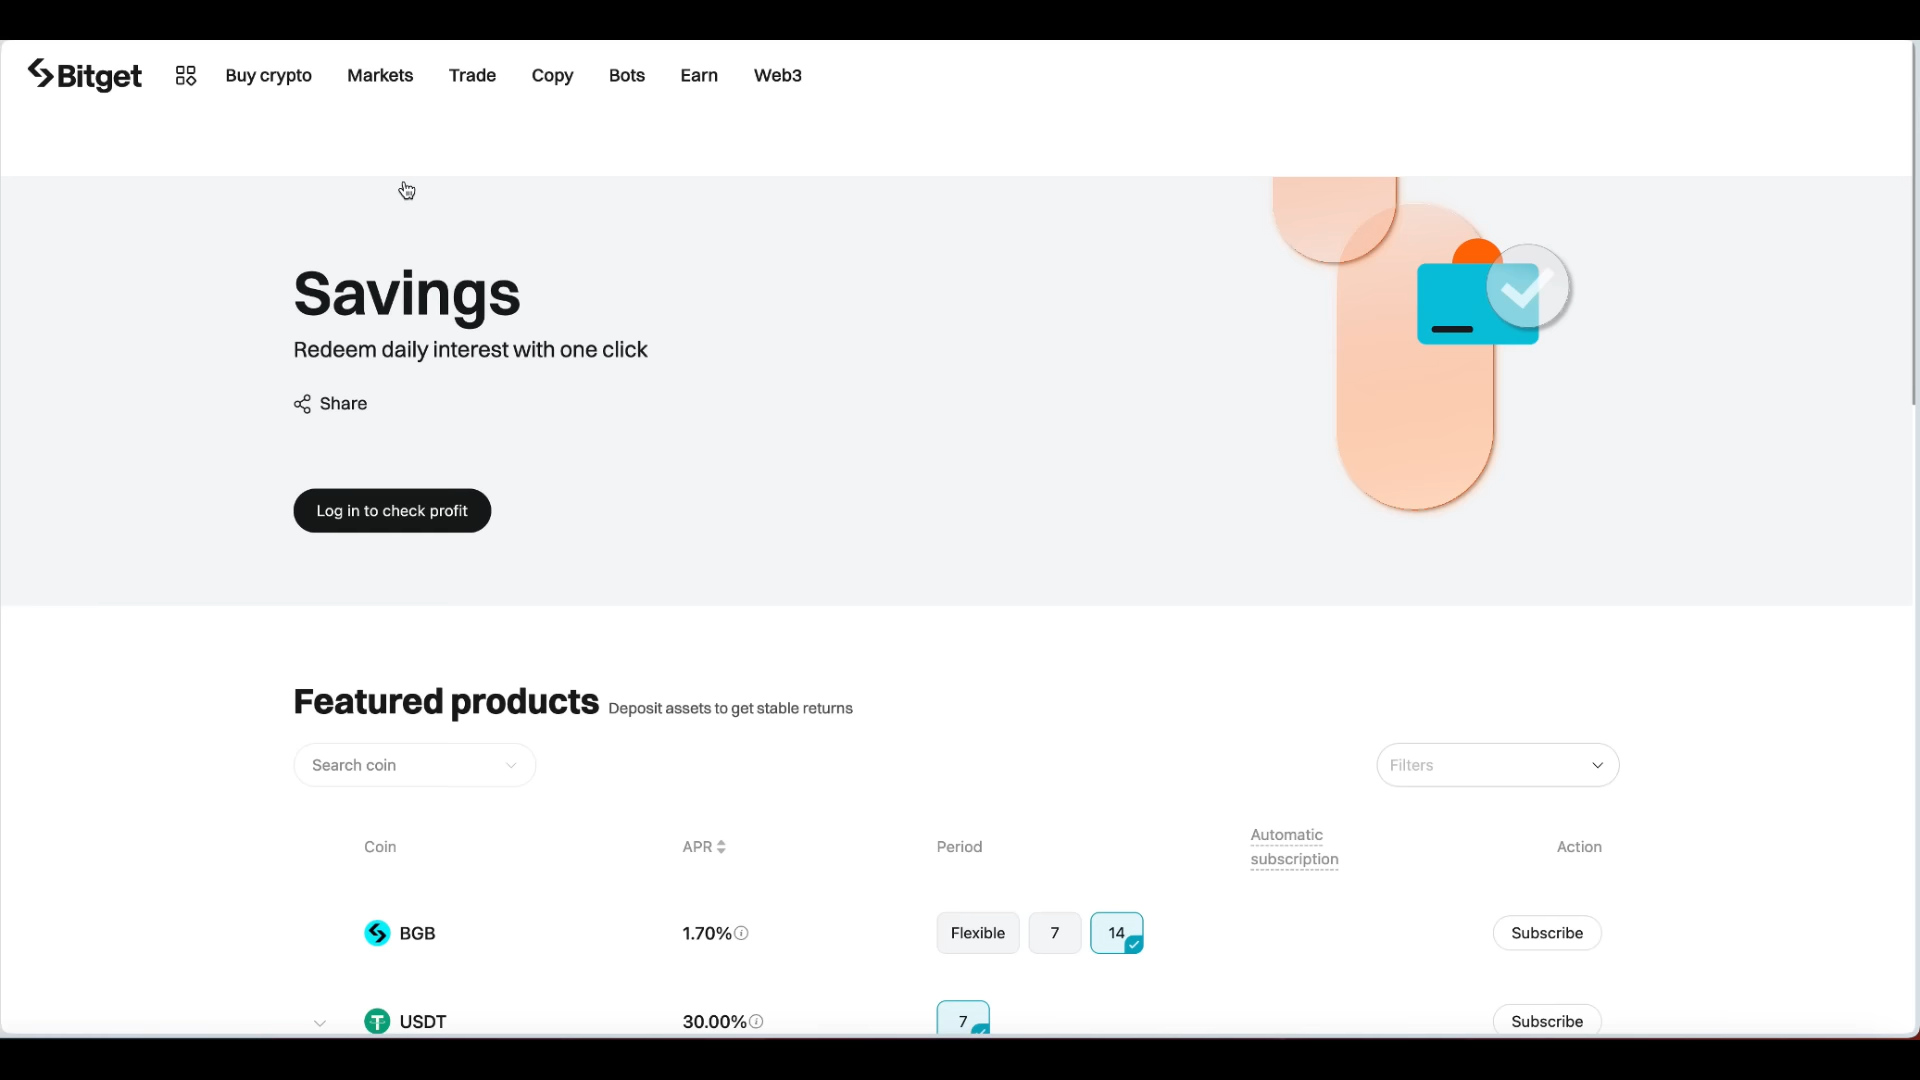 Bitget Buy crypto Markets Trade Copy Bots Earn Web3
Savings
Redeem daily interest with one click
Share
Log in to check profit
Featured products Deposit assets to get stable returns
Search coin Filters
Coin APR Period Automatic subscription Action
BGB 1.70% Flexible 7 14 Subscribe
USDT 30.00% 7 Subscribe